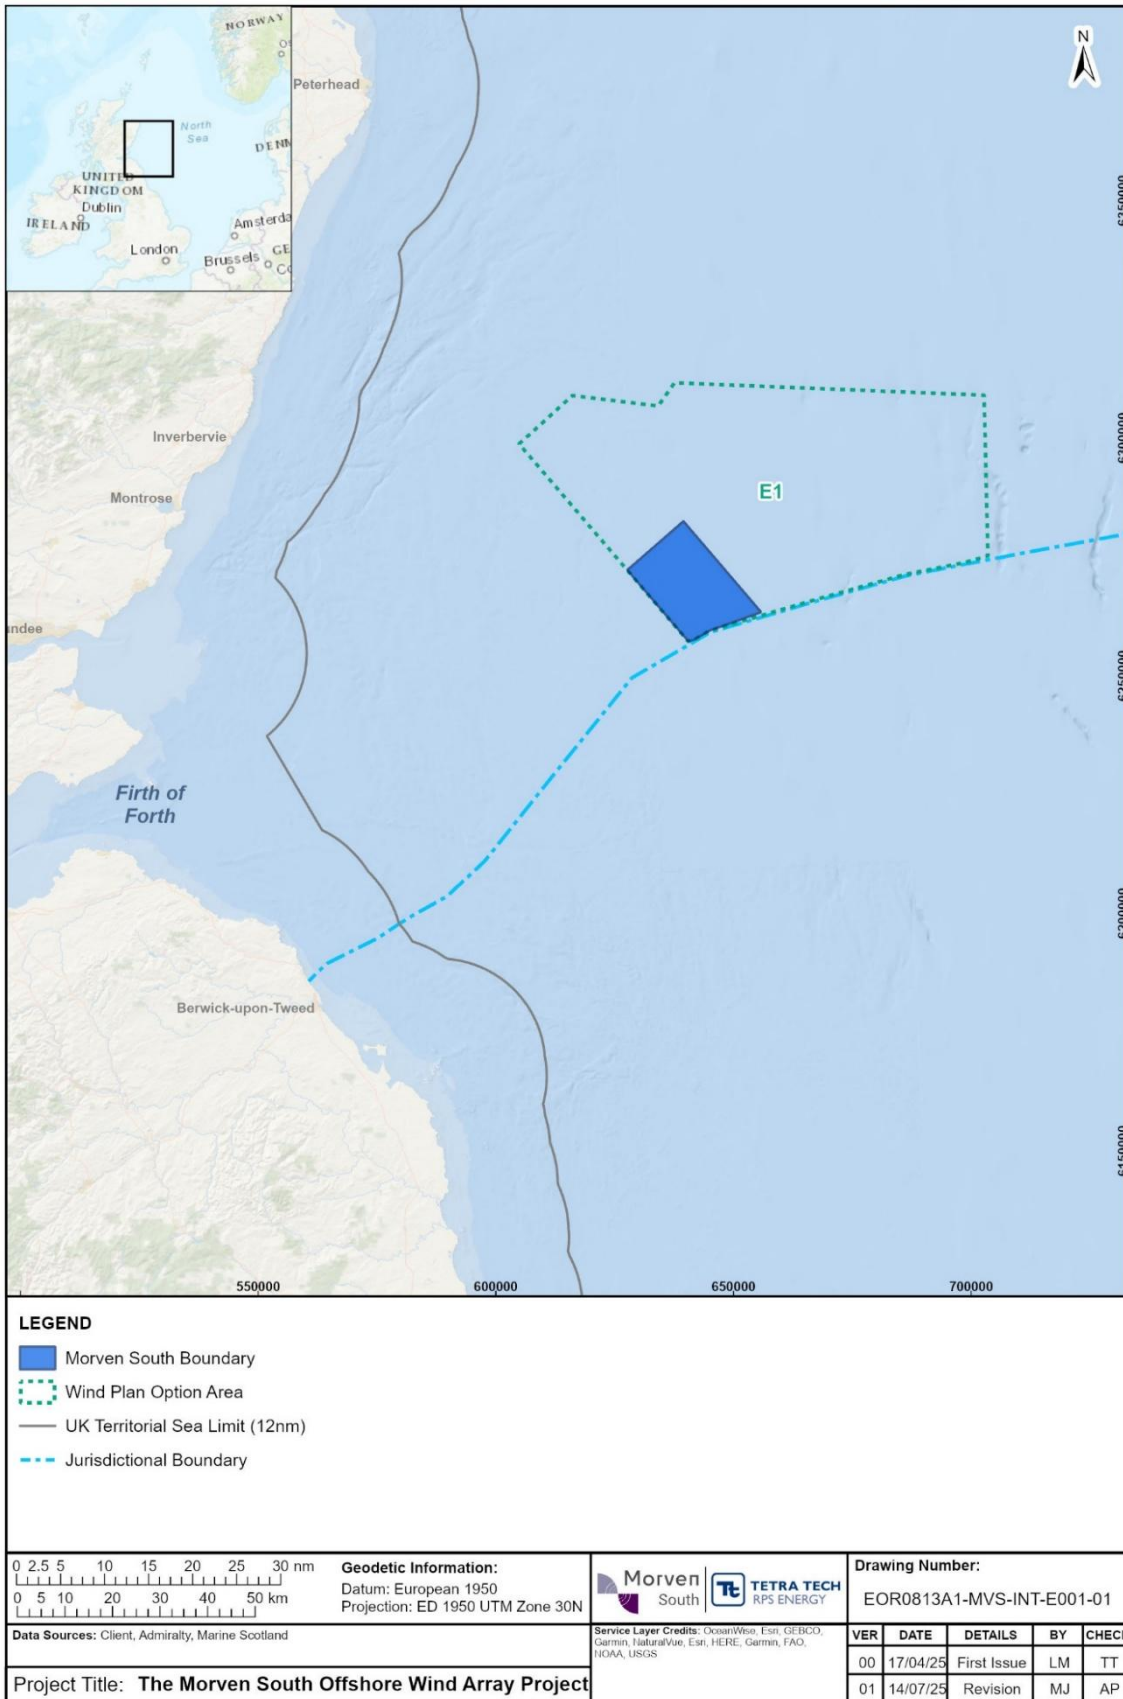 N
NORWAY
Peterhead
North
Sea
UNITED
KINGDOM
Dublin
IRELAND
London
Brussels
6350000
Inverbervie
Montrose
E1
6300000
6250000
Firth of
Forth
6200000
Berwick-upon-Tweed
6150000
550000 600000 650000 700000
LEGEND
Morven South Boundary
Wind Plan Option Area
UK Territorial Sea Limit (12nm)
Jurisdictional Boundary
0 2.5 5 10 15 20 25 30 nm
0 5 10 20 30 40 50 km
Geodetic Information:
Datum: European 1950
Projection: ED 1950 UTM Zone 30N
Morven
South
Tt
TETRA TECH
RPS ENERGY
Drawing Number:
EOR0813A1-MVS-INT-E001-01
Data Sources: Client, Admiralty, Marine Scotland
Service Layer Credits: OceanWise, Esri, GEBCO,
Garmin, NaturalVue, Esri, HERE, Garmin, FAO,
NOAA, USGS
VER DATE DETAILS BY
00 17/04/25 First Issue LM TT
01 14/07/25 Revision MJ AP
Project Title: The Morven South Offshore Wind Array Project